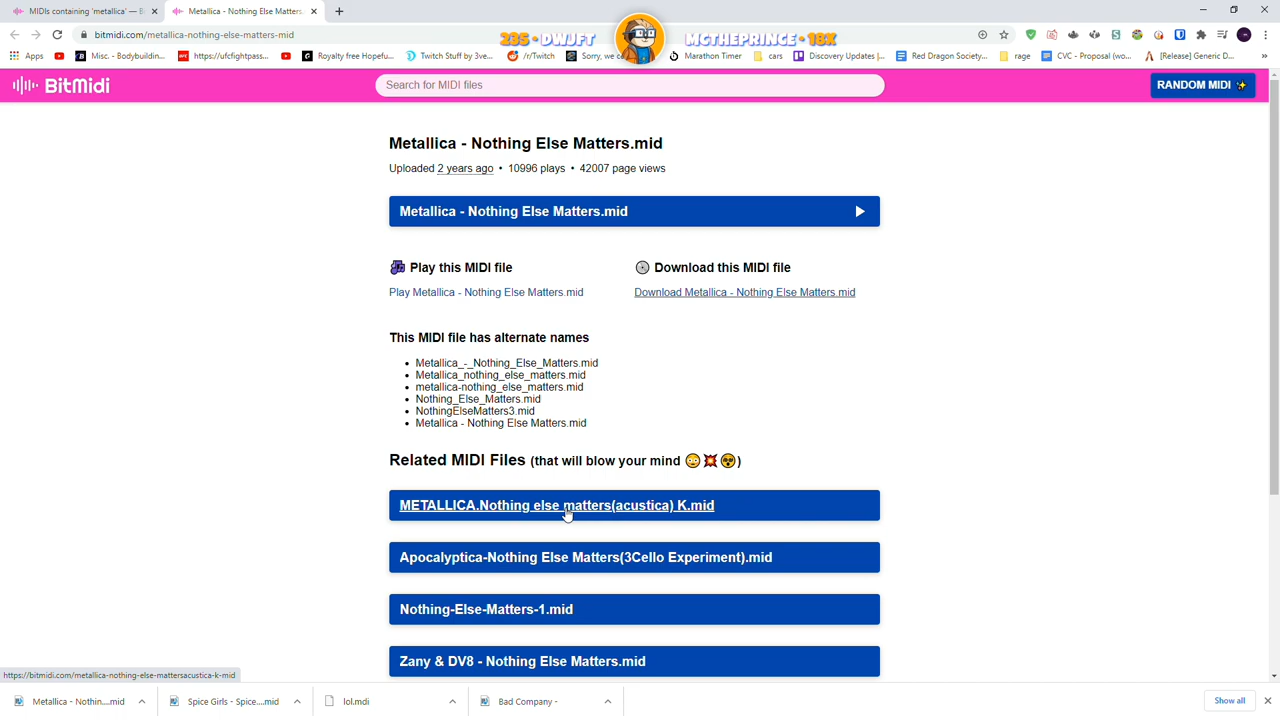 MIDIs containing 'metallica' — B
Metallica - Nothing Else Matters.
bitmidi.com/metallica-nothing-else-matters-mid
235 • DWJFT
MCTHEPRINCE • 18X
Apps
Misc. - Bodybuildin...
https://ufcfightpass...
Royalty free Hopefu...
Twitch Stuff by 3ve...
/r/Twitch
Sorry, we co
Marathon Timer
cars
Discovery Updates |...
Red Dragon Society...
rage
CVC - Proposal (wo...
[Release] Generic D...
»
BitMidi
Search for MIDI files
RANDOM MIDI ✨
Metallica - Nothing Else Matters.mid
Uploaded 2 years ago • 10996 plays • 42007 page views
Metallica - Nothing Else Matters.mid
Play this MIDI file
Download this MIDI file
Play Metallica - Nothing Else Matters.mid
Download Metallica - Nothing Else Matters.mid
This MIDI file has alternate names
• Metallica_-_Nothing_Else_Matters.mid
• Metallica_nothing_else_matters.mid
• metallica-nothing_else_matters.mid
• Nothing_Else_Matters.mid
• NothingElseMatters3.mid
• Metallica - Nothing Else Matters.mid
Related MIDI Files (that will blow your mind 😳💥☢)
METALLICA.Nothing else matters(acustica) K.mid
Apocalyptica-Nothing Else Matters(3Cello Experiment).mid
Nothing-Else-Matters-1.mid
Zany & DV8 - Nothing Else Matters.mid
https://bitmidi.com/metallica-nothing-else-mattersacustica-k-mid
Metallica - Nothin....mid
Spice Girls - Spice....mid
lol.mdi
Bad Company -
Show all